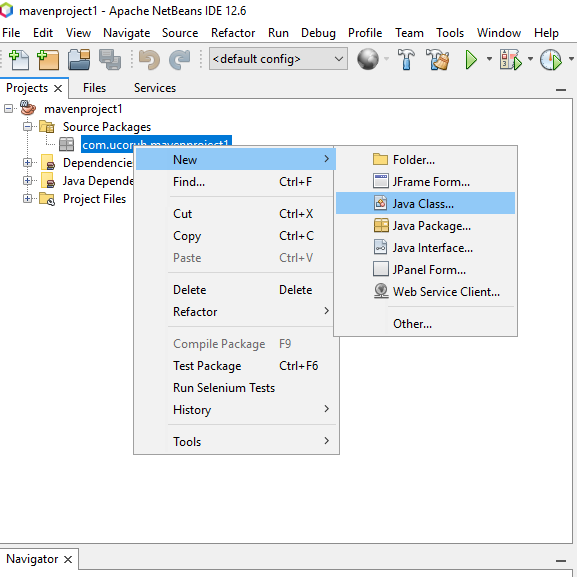 mavenproject1 - Apache NetBeans IDE 12.6
File Edit View Navigate Source Refactor Run Debug Profile Team Tools Window Help
<default config>
Projects Files Services
mavenproject1
Source Packages
com.ucoruh.mavenproject1
Dependencie
Java Depende
Project Files
New
Find... Ctrl+F
Cut Ctrl+X
Copy Ctrl+C
Paste Ctrl+V
Delete Delete
Refactor
Compile Package F9
Test Package Ctrl+F6
Run Selenium Tests
History
Tools
Folder...
JFrame Form...
Java Class...
Java Package...
Java Interface...
JPanel Form...
Web Service Client...
Other...
Navigator